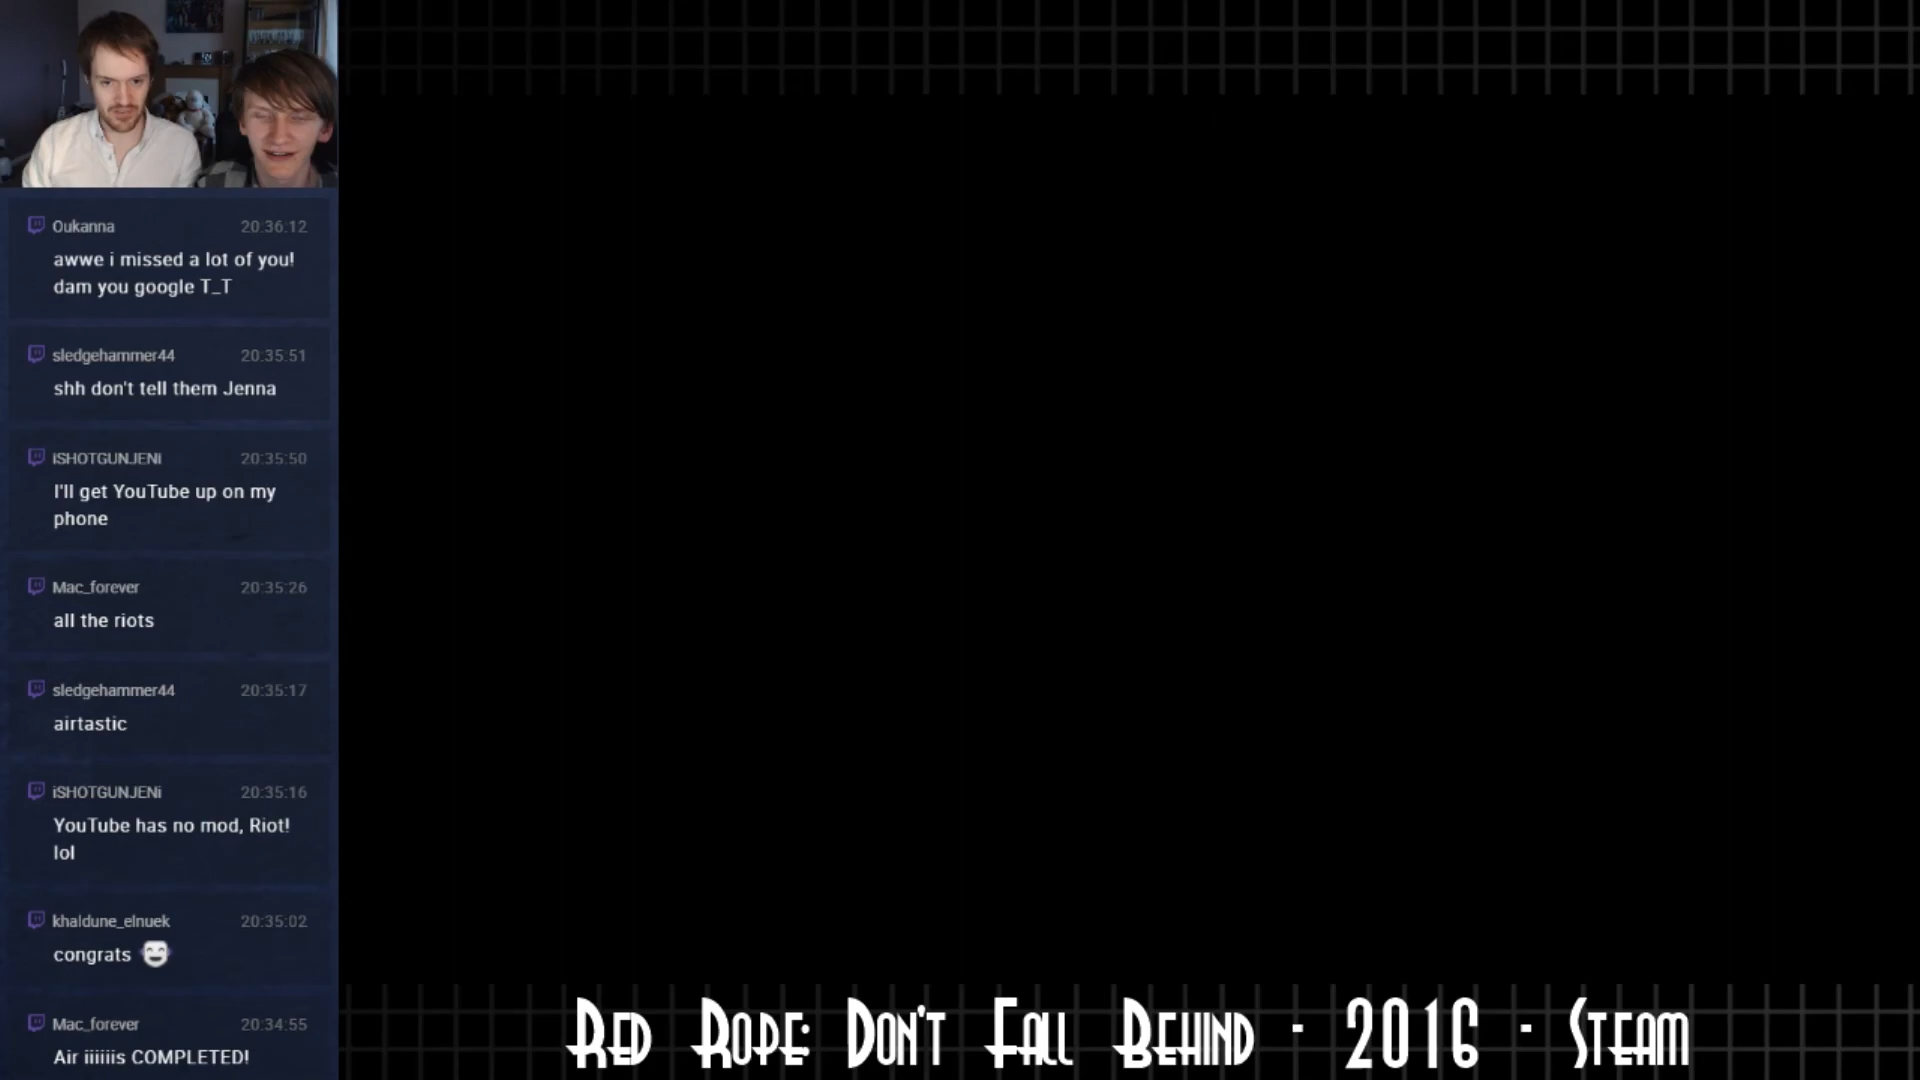 Oukanna 20:36:12
awwe i missed a lot of you!
dam you google T_T
sledgehammer44 20:35:51
shh don't tell them Jenna
iSHOTGUNJENi 20:35:50
I'll get YouTube up on my
phone
Mac_forever 20:35:26
all the riots
sledgehammer44 20:35:17
airtastic
iSHOTGUNJENi 20:35:16
YouTube has no mod, Riot!
lol
khaldune_elnuek 20:35:02
congrats
Mac_forever 20:34:55
Air iiiiiis COMPLETED!
Red Rope: Don't Fall Behind - 2016 - Steam